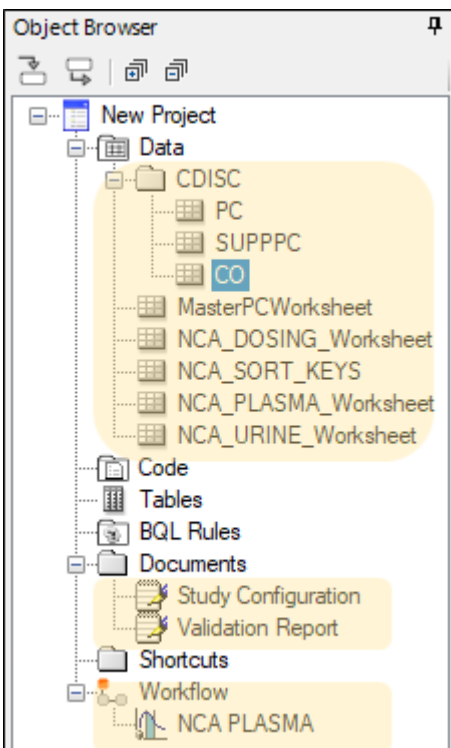 Object Browser
New Project
Data
CDISC
PC
SUPPPC
CO
MasterPCWorksheet
NCA_DOSING_Worksheet
NCA_SORT_KEYS
NCA_PLASMA_Worksheet
NCA_URINE_Worksheet
Code
Tables
BQL Rules
Documents
Study Configuration
Validation Report
Shortcuts
Workflow
NCA PLASMA